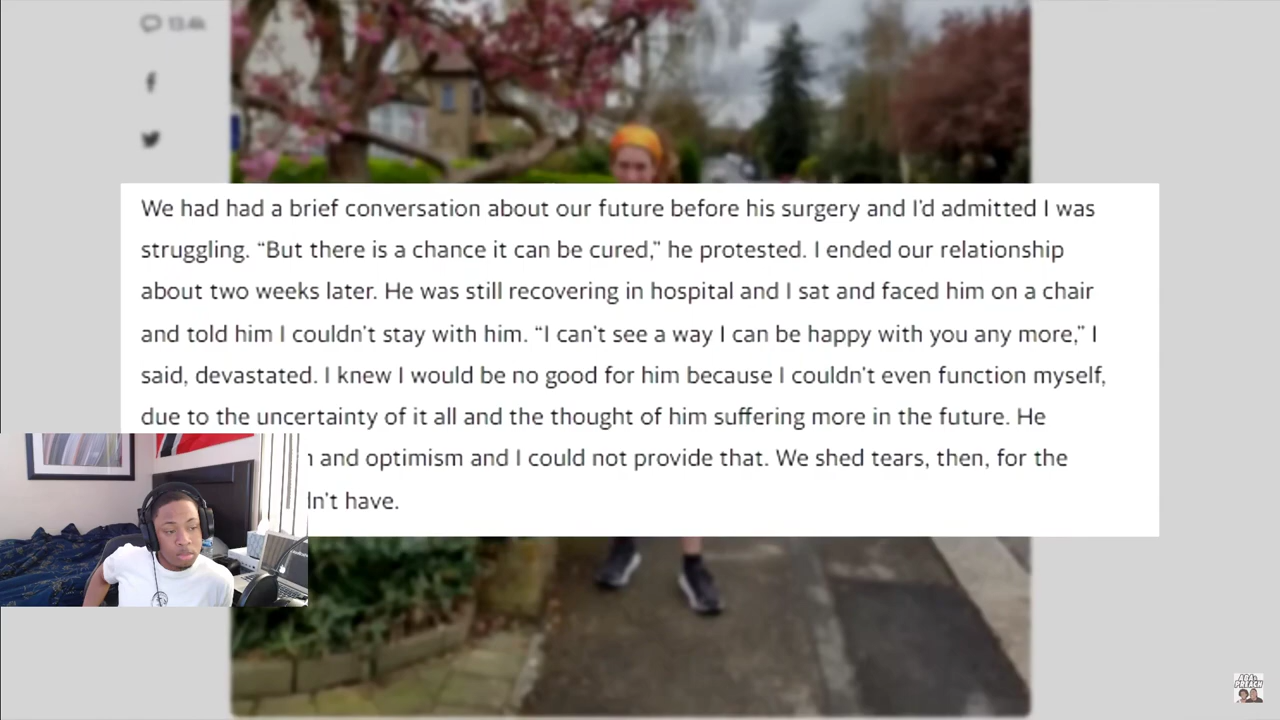 13.4k
We had had a brief conversation about our future before his surgery and I'd admitted I was
struggling. “But there is a chance it can be cured,” he protested. I ended our relationship
about two weeks later. He was still recovering in hospital and I sat and faced him on a chair
and told him I couldn't stay with him. “I can't see a way I can be happy with you any more,” I
said, devastated. I knew I would be no good for him because I couldn't even function myself,
due to the uncertainty of it all and the thought of him suffering more in the future. He
and optimism and I could not provide that. We shed tears, then, for the
have.
ABA
PREACH